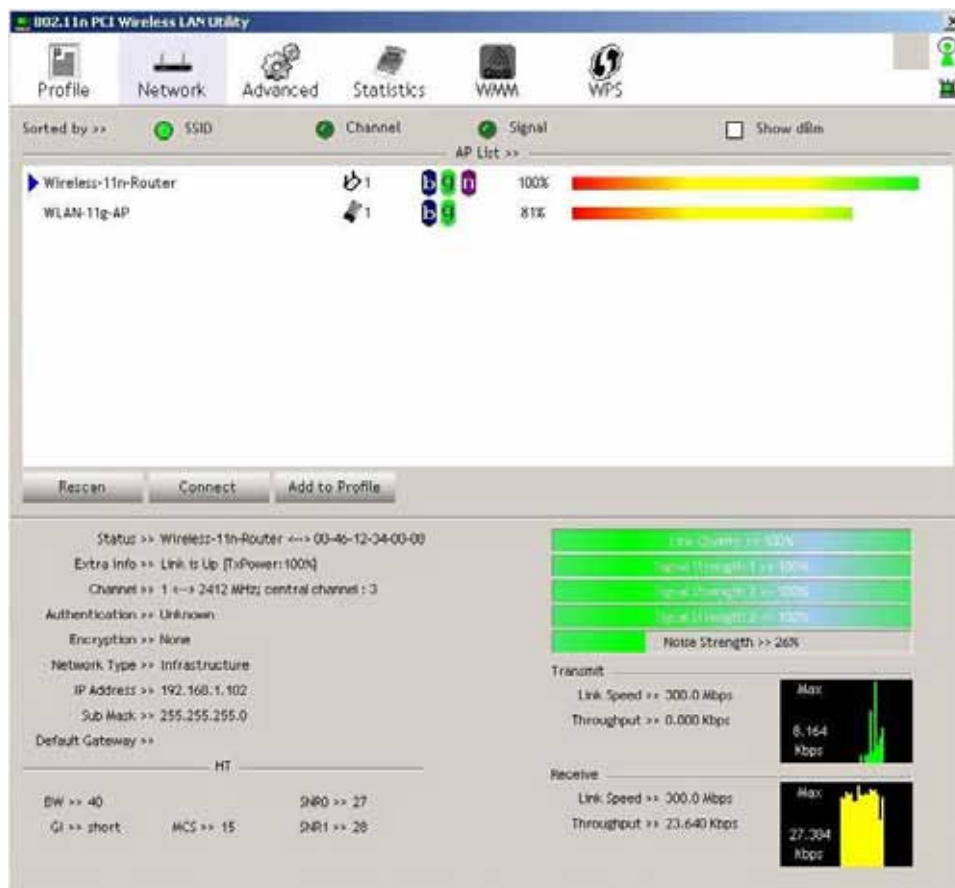 802.11n PCI Wireless LAN Utility
Profile Network Advanced Statistics WMM WPS
Sorted by >> SSID Channel Signal Show dBm
AP List >>
Wireless-11n-Router 1 b g n 100%
WLAN-11g-AP 1 b g 81%
Rescan Connect Add to Profile
Status >> Wireless-11n-Router <--> 00-46-12-34-00-00
Extra Info >> Link is Up [TxPower:100%]
Channel >> 1 <--> 2412 MHz; central channel : 3
Authentication >> Unknown
Encryption >> None
Network Type >> Infrastructure
IP Address >> 192.168.1.102
Sub Mask >> 255.255.255.0
Default Gateway >>
HT
BW >> 40 SNR0 >> 27
GI >> short MCS >> 15 SNR1 >> 28
Link Quality >> 100%
Signal Strength 1 >> 100%
Signal Strength 2 >> 100%
Signal Strength >> 100%
Noise Strength >> 26%
Transmit
Link Speed >> 300.0 Mbps
Throughput >> 0.000 Kbps
Max
8.164
Kbps
Receive
Link Speed >> 300.0 Mbps
Throughput >> 23.640 Kbps
Max
27.384
Kbps